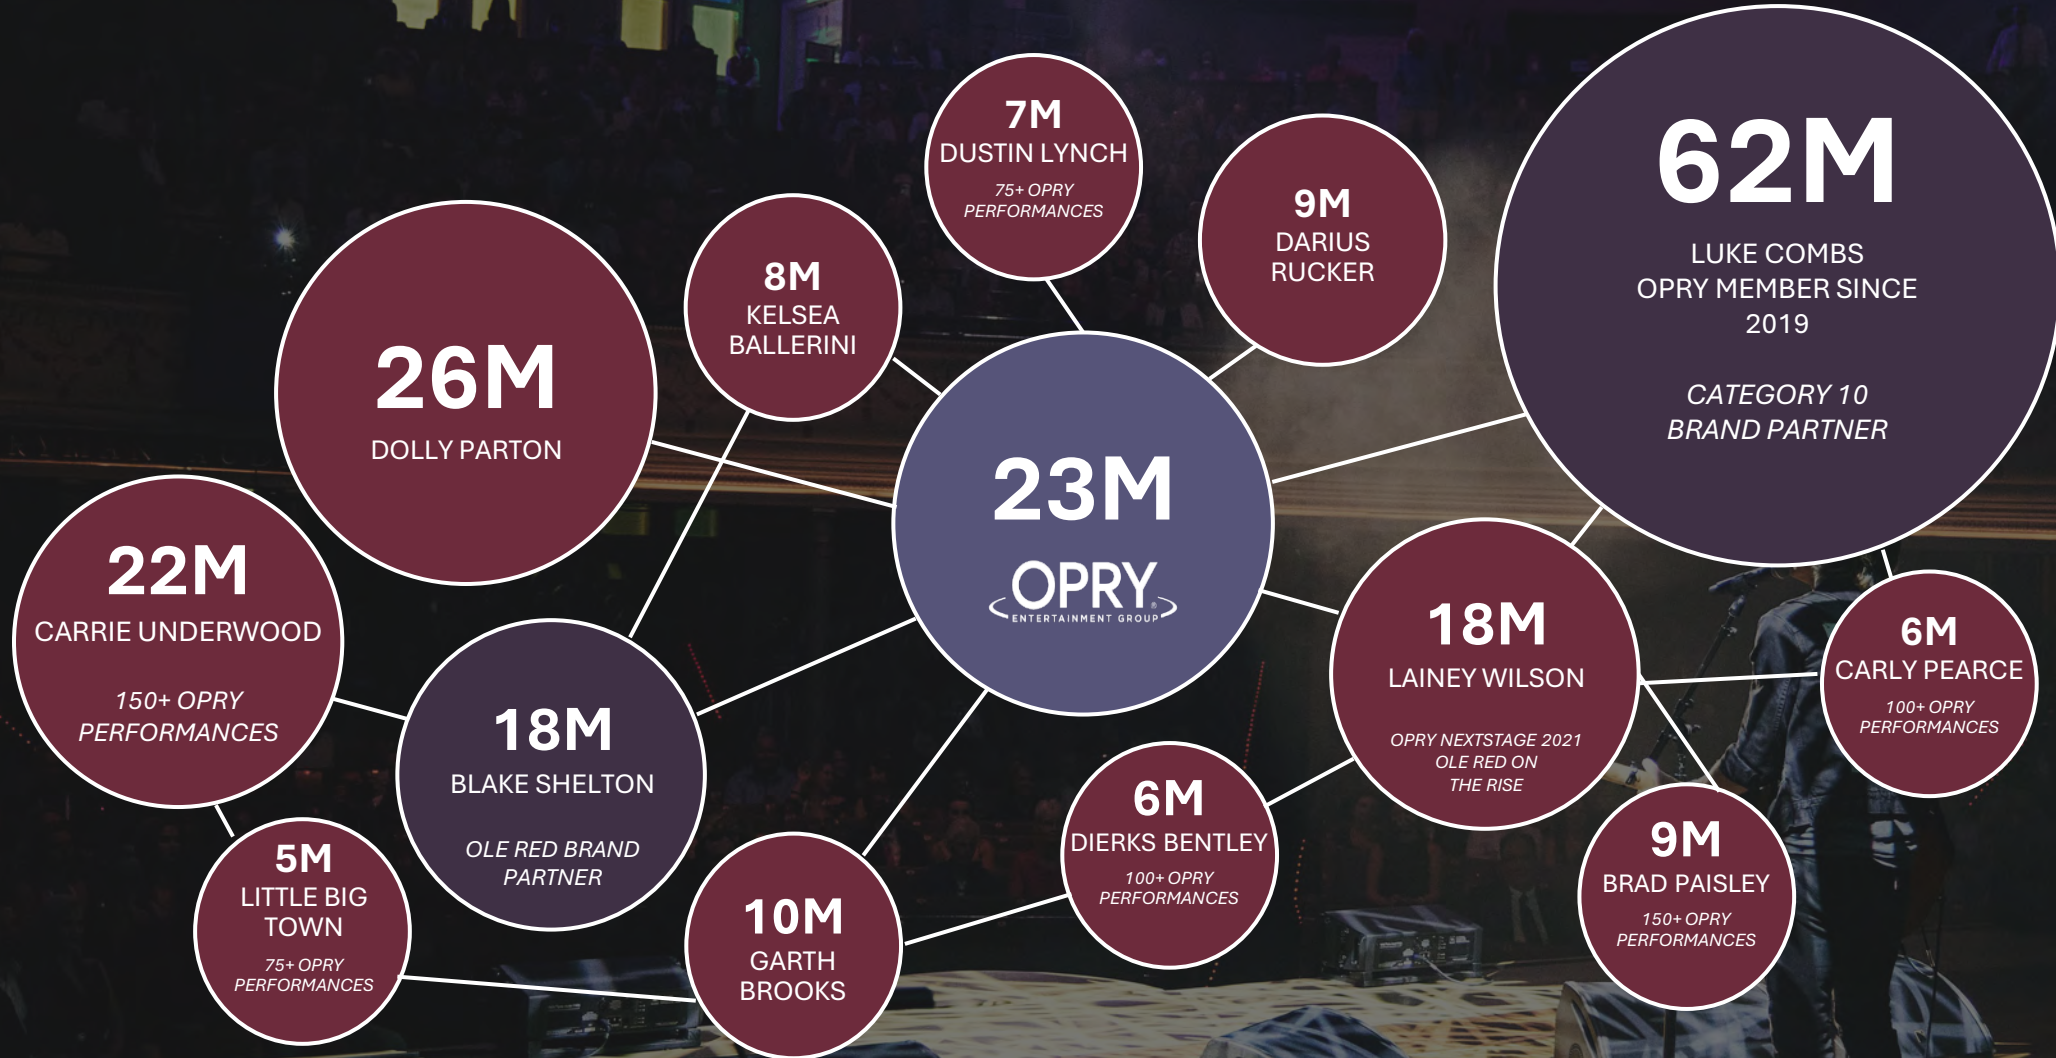 7M
DUSTIN LYNCH
75+ OPRY
PERFORMANCES
9M
DARIUS
RUCKER
62M
LUKE COMBS
OPRY MEMBER SINCE
2019
CATEGORY 10
BRAND PARTNER
8M
KELSEA
BALLERINI
26M
DOLLY PARTON
23M
OPRY
ENTERTAINMENT GROUP
22M
CARRIE UNDERWOOD
150+ OPRY
PERFORMANCES
18M
BLAKE SHELTON
OLE RED BRAND
PARTNER
18M
LAINEY WILSON
OPRY NEXTSTAGE 2021
OLE RED ON
THE RISE
6M
CARLY PEARCE
100+ OPRY
PERFORMANCES
5M
LITTLE BIG
TOWN
75+ OPRY
PERFORMANCES
10M
GARTH
BROOKS
6M
DIERKS BENTLEY
100+ OPRY
PERFORMANCES
9M
BRAD PAISLEY
150+ OPRY
PERFORMANCES